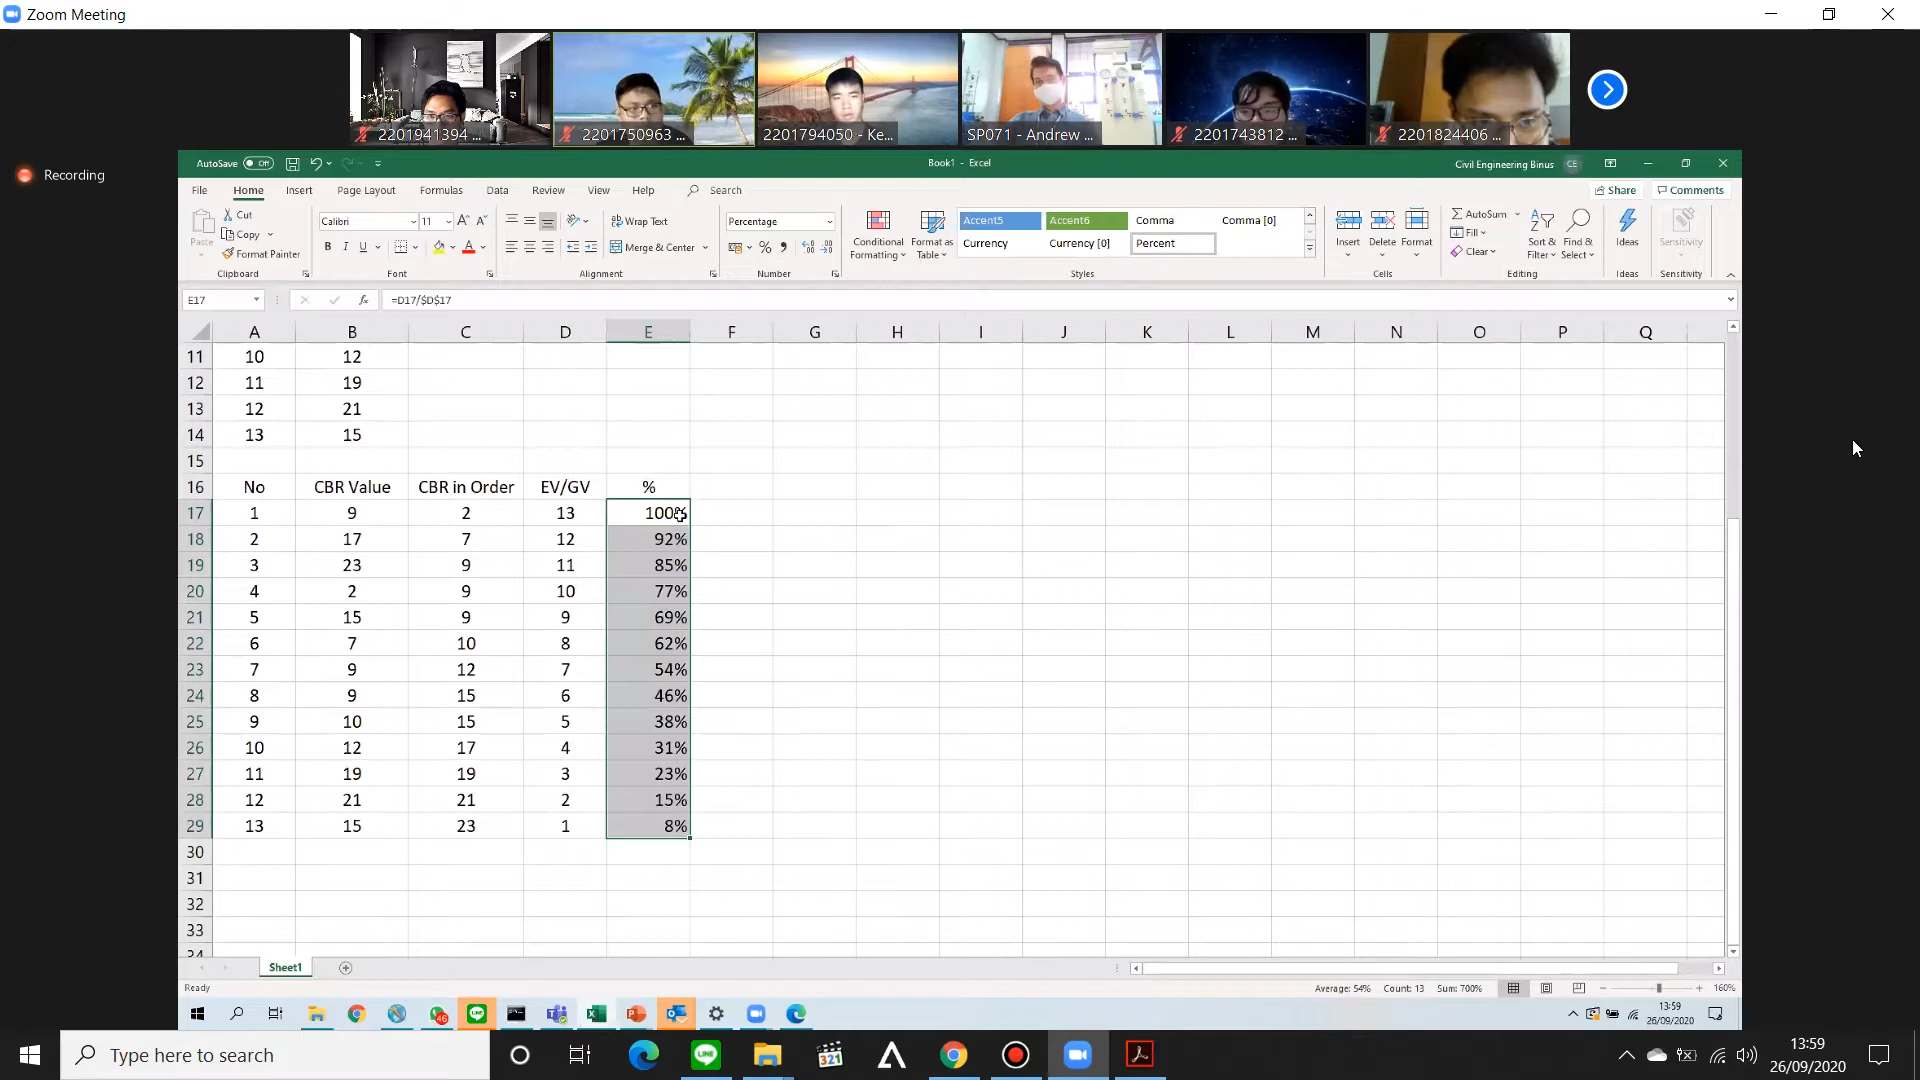 Zoom Meeting
2201941394 ...
2201750963 ...
2201794050 - Ke...
SP071 - Andrew ...
2201743812 ...
2201824406 ...
Recording
AutoSave Off
Book1 - Excel
Civil Engineering Binus CE
File Home Insert Page Layout Formulas Data Review View Help Search
Share Comments
Paste
Cut
Copy
Format Painter
Clipboard
Calibri 11
B I U
Font
Wrap Text
Merge & Center
Alignment
Percentage
Number
Conditional Formatting
Format as Table
Accent5 Accent6 Comma Comma [0]
Currency Currency [0] Percent
Styles
Insert Delete Format
Cells
AutoSum
Fill
Clear
Sort & Filter
Find & Select
Editing
Ideas
Ideas
Sensitivity
Sensitivity
E17 fx =D17/$D$17
A B C D E F G H I J K L M N O P Q
11 10 12
12 11 19
13 12 21
14 13 15
15
16 No CBR Value CBR in Order EV/GV %
17 1 9 2 13 100%
18 2 17 7 12 92%
19 3 23 9 11 85%
20 4 2 9 10 77%
21 5 15 9 9 69%
22 6 7 10 8 62%
23 7 9 12 7 54%
24 8 9 15 6 46%
25 9 10 15 5 38%
26 10 12 17 4 31%
27 11 19 19 3 23%
28 12 21 21 2 15%
29 13 15 23 1 8%
30
31
32
33
34
Sheet1
Ready
Average: 54% Count: 13 Sum: 700%
160%
46
13:59
26/09/2020
Type here to search
321
13:59
26/09/2020